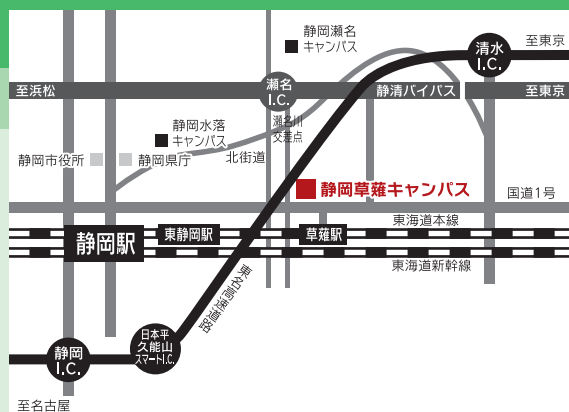 静岡瀬名
キャンパス
清水
I.C.
至東京
至浜松
瀬名
I.C.
静清バイパス
至東京
静岡水落
キャンパス
瀬名川
交差点
静岡市役所
静岡県庁
北街道
静岡草薙キャンパス
国道1号
東海道本線
静岡駅
東静岡駅
草薙駅
東海道新幹線
東名高速道路
日本平
久能山
スマートI.C.
静岡
I.C.
至名古屋